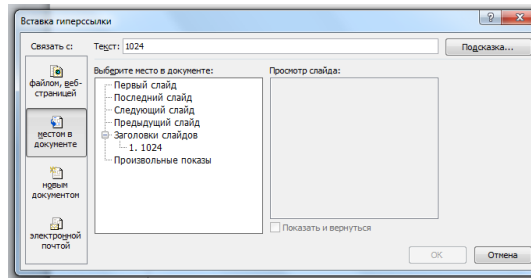 Вставка гиперссылки
Связать с:
Текст: 1024
Подсказка...
файлом, веб-
страницей
местом в
документе
новым
документом
электронной
почтой
Выберите место в документе:
Первый слайд
Последний слайд
Следующий слайд
Предыдущий слайд
Заголовки слайдов
1. 1024
Произвольные показы
Просмотр слайда:
Показать и вернуться
ОК
Отмена